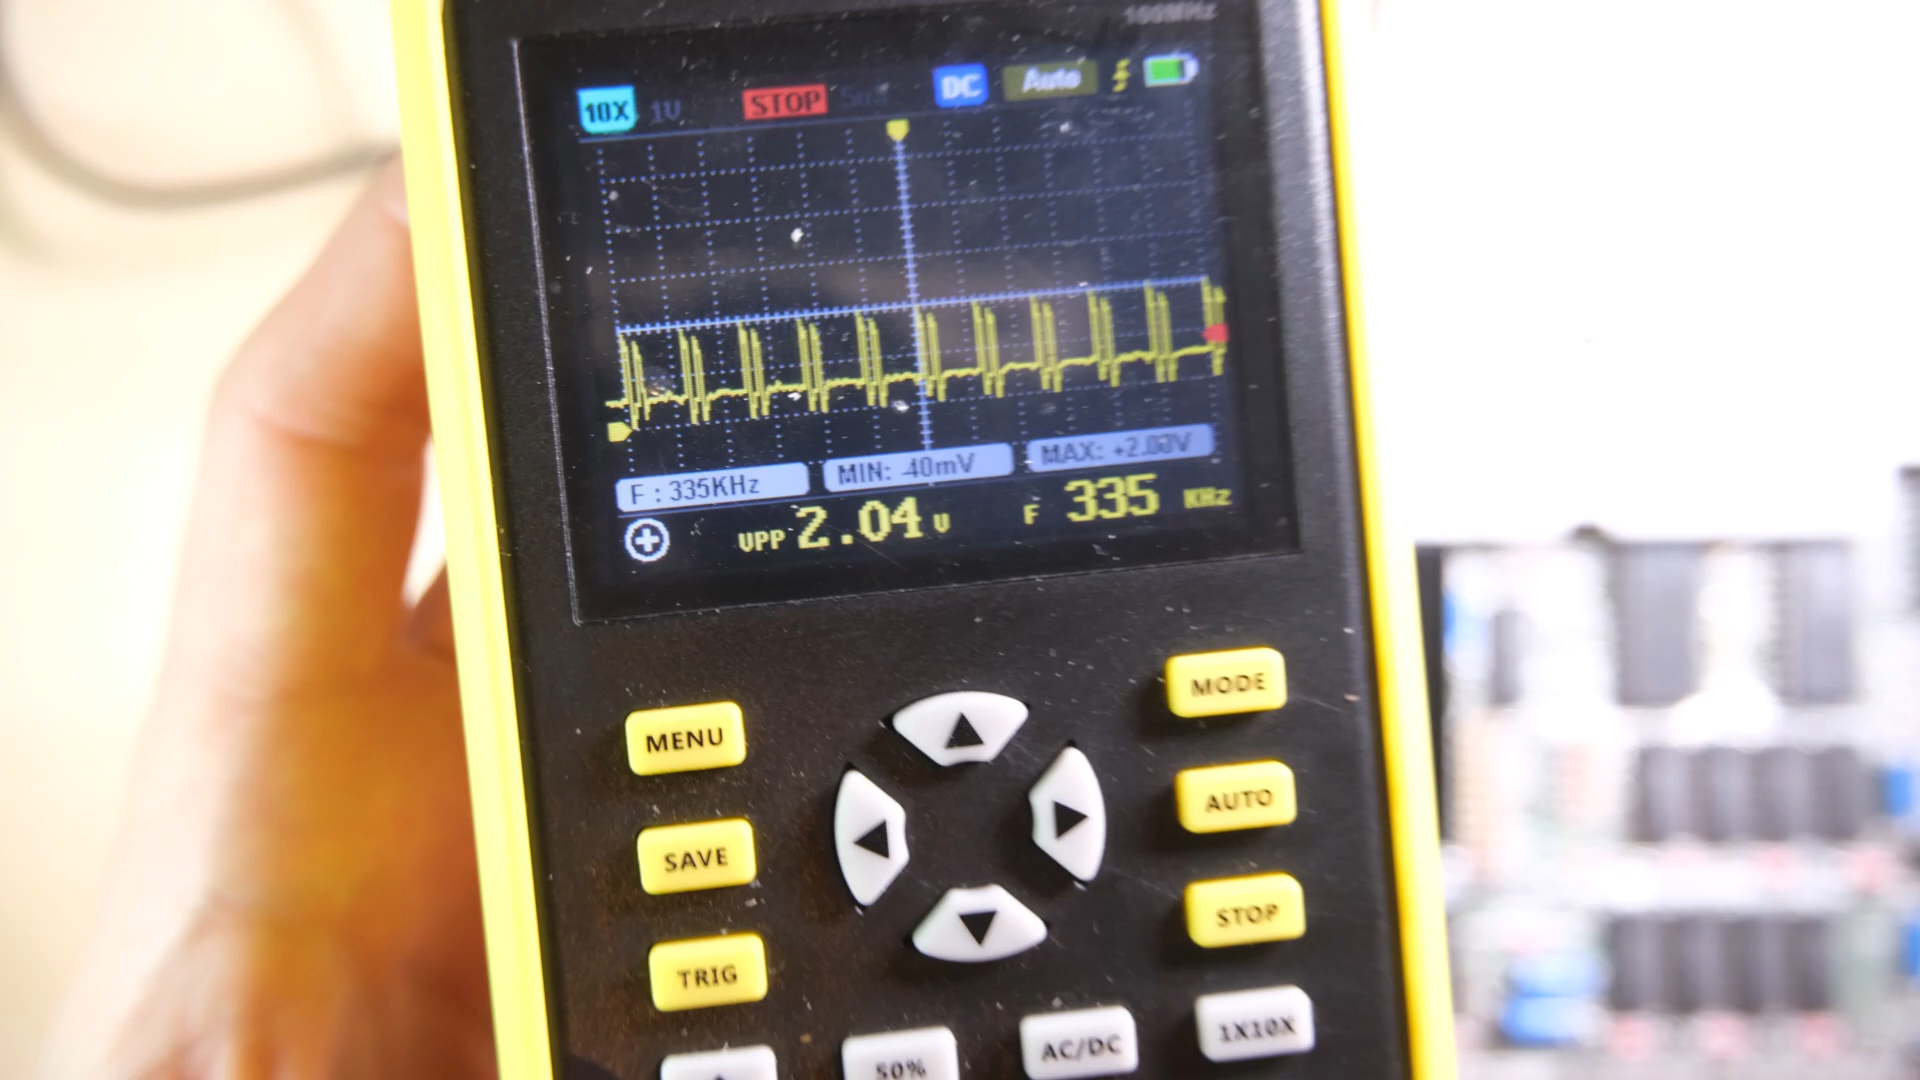 100MHz
10X 1V STOP DC Auto
F : 335KHz MIN: -40mV MAX: +2.00V
VPP 2.04 V F 335 KHz
MODE
MENU
AUTO
SAVE
STOP
TRIG
1X10X
AC/DC
50%